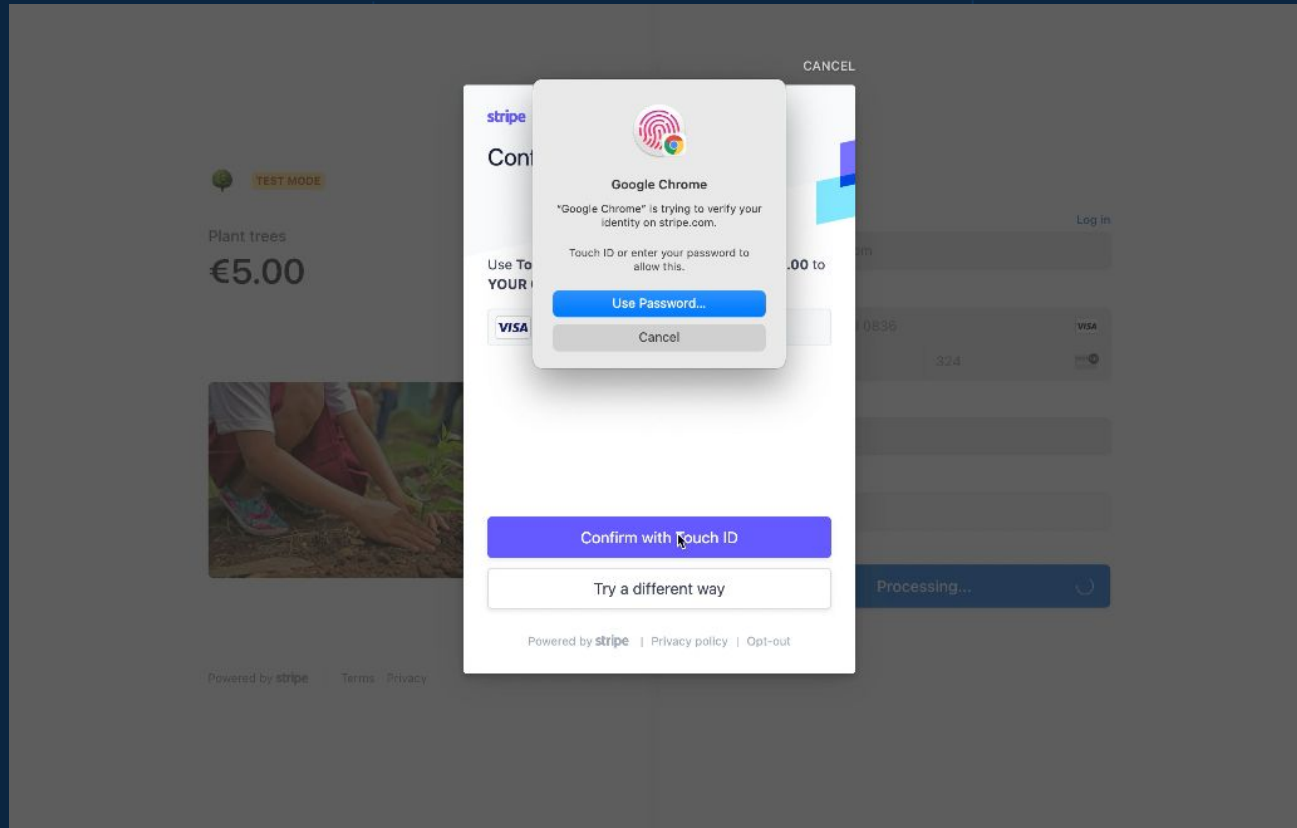 CANCEL
stripe
Google Chrome
"Google Chrome" is trying to verify your
identity on stripe.com.
Touch ID or enter your password to
allow this.
Use Password...
Cancel
Use
.00 to
YOUR
VISA
Confirm with Touch ID
Try a different way
Powered by stripe | Privacy policy | Opt-out
TEST MODE
Plant trees
€5.00
Powered by stripe
Terms Privacy
Log in
0836
VISA
324
Processing...